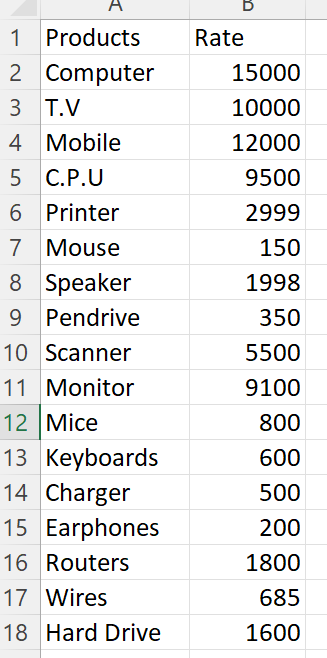 A B
1 Products Rate
2 Computer 15000
3 T.V 10000
4 Mobile 12000
5 C.P.U 9500
6 Printer 2999
7 Mouse 150
8 Speaker 1998
9 Pendrive 350
10 Scanner 5500
11 Monitor 9100
12 Mice 800
13 Keyboards 600
14 Charger 500
15 Earphones 200
16 Routers 1800
17 Wires 685
18 Hard Drive 1600